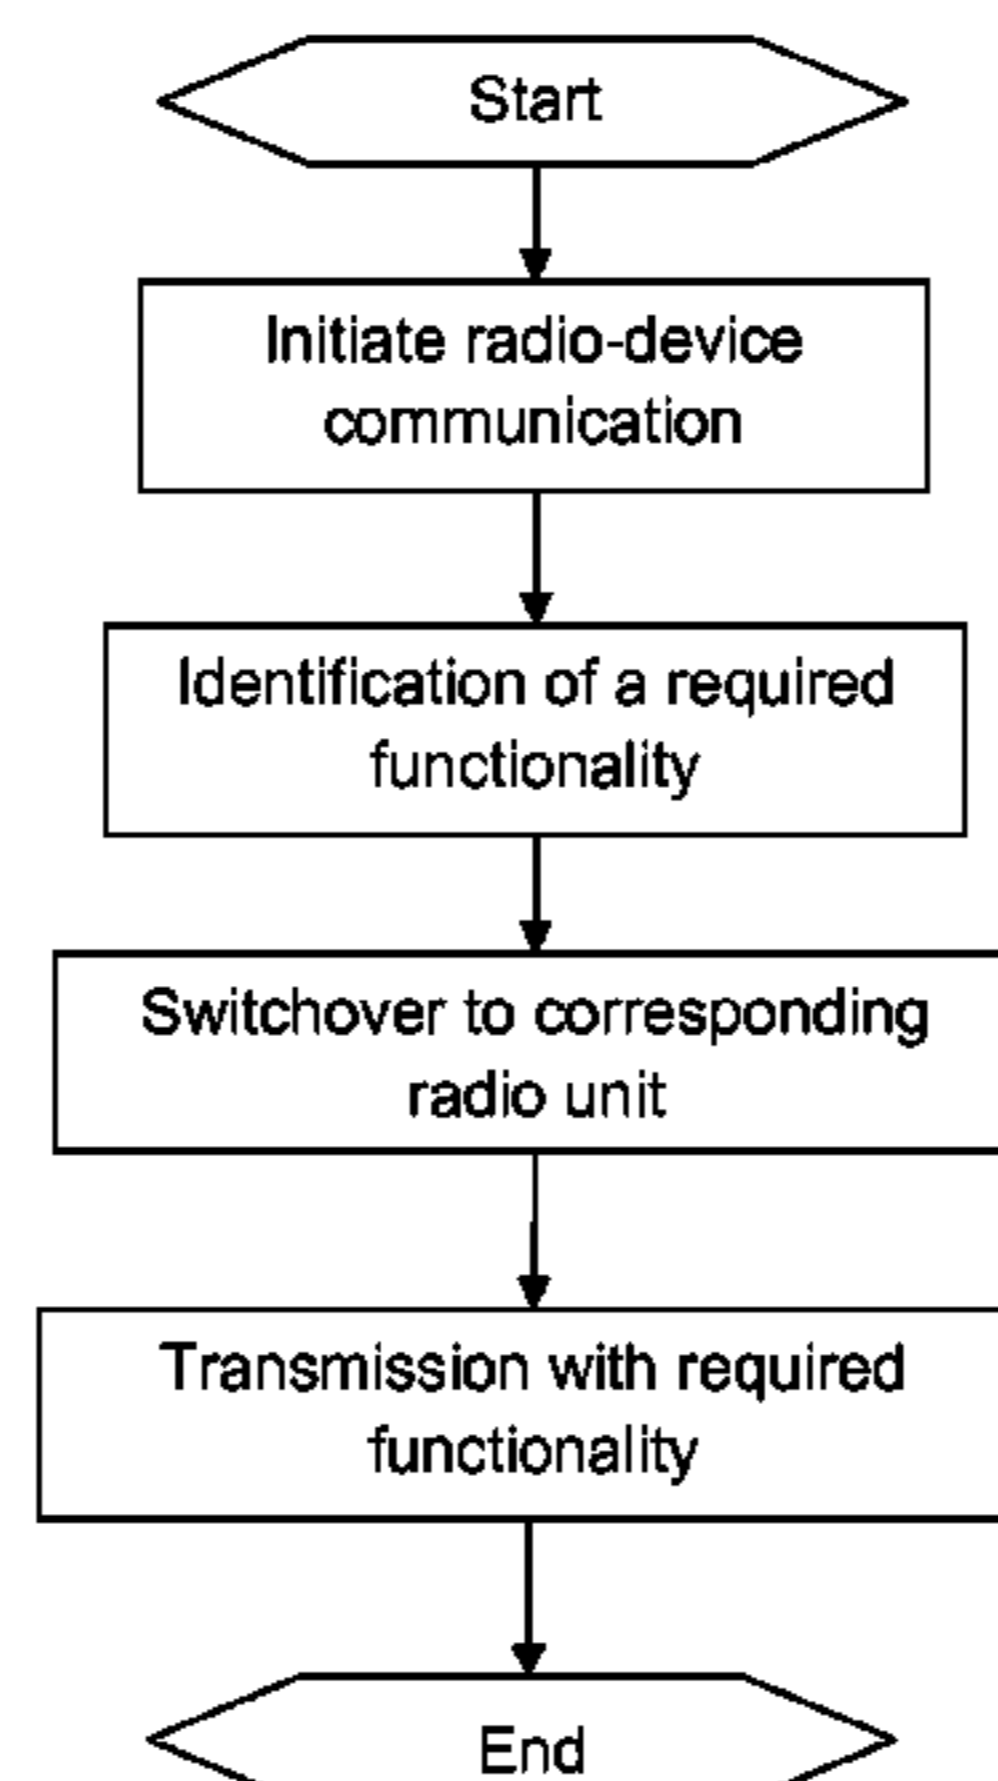 Start
Initiate radio-device
communication
Identification of a required
functionality
Switchover to corresponding
radio unit
Transmission with required
functionality
End